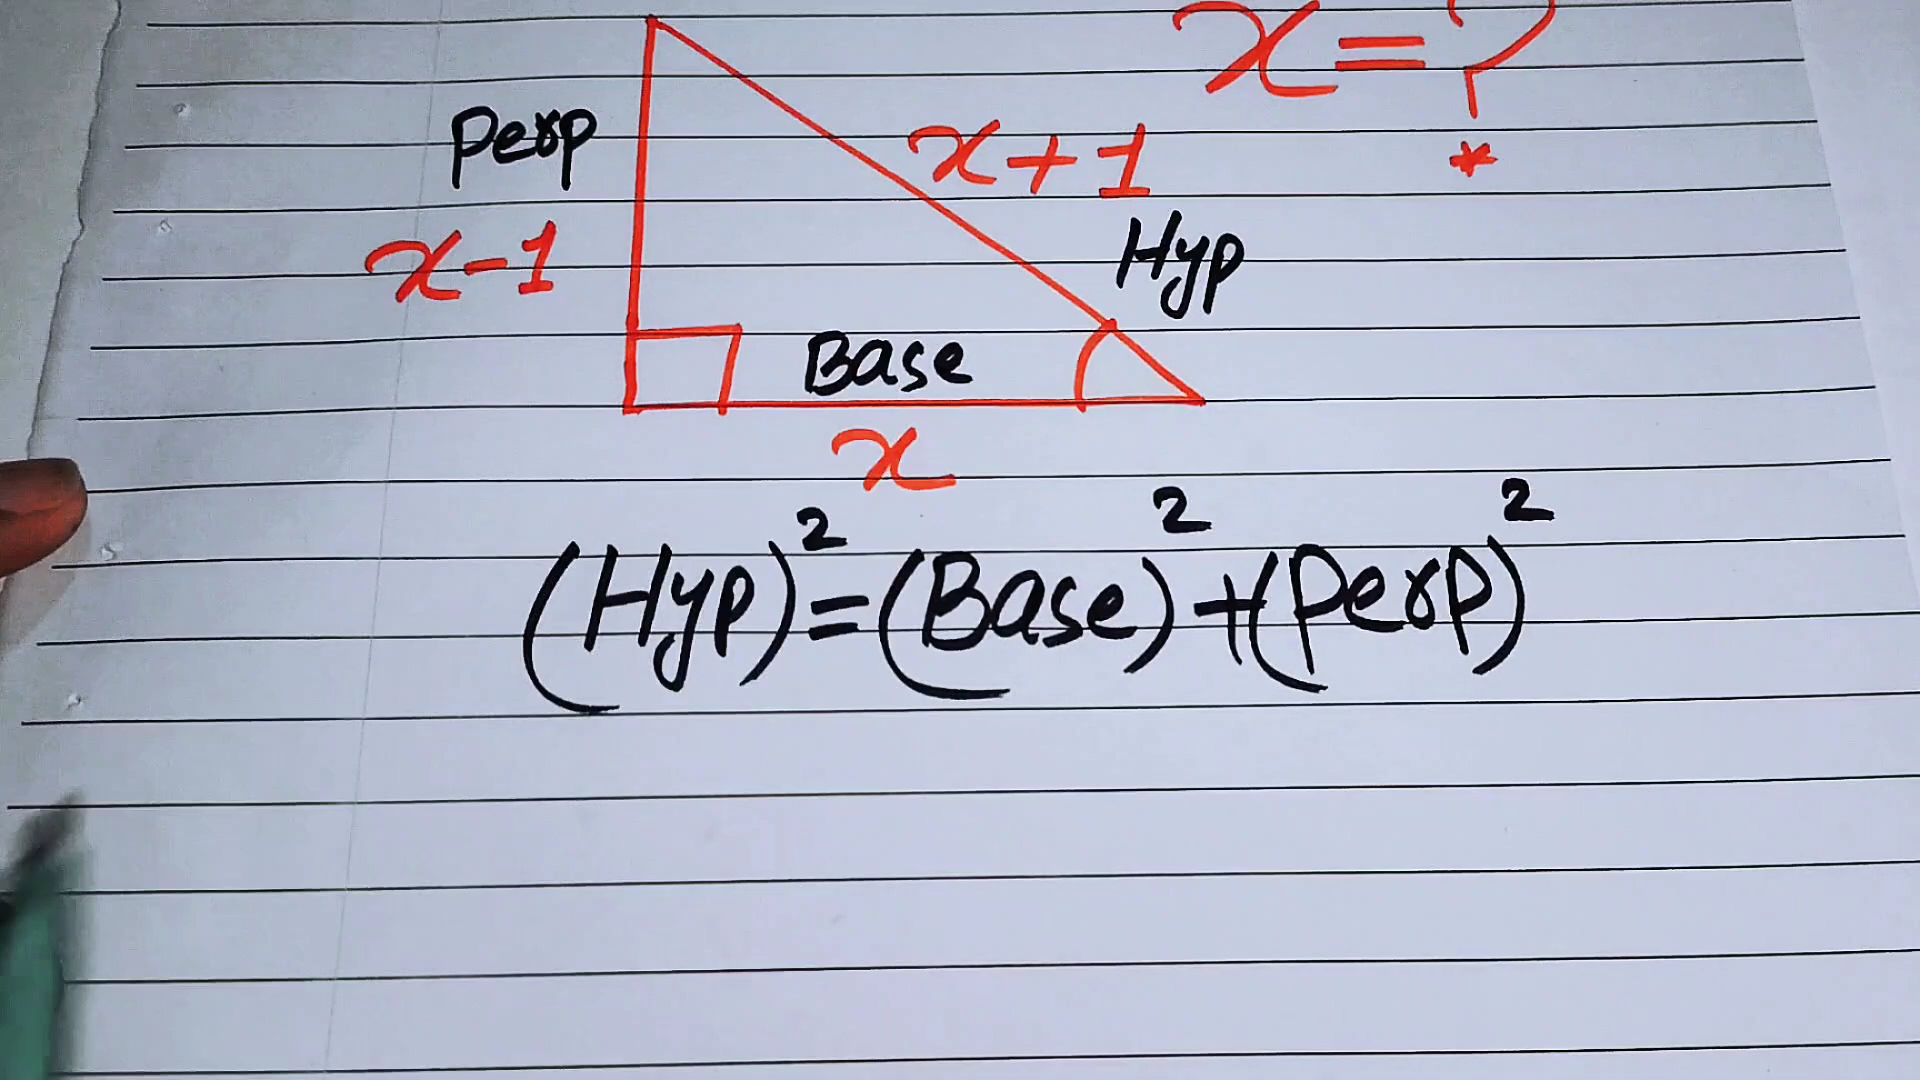 x=?
*
Perp
x+1
x-1
Hyp
Base
x
(Hyp)²=(Base)²+(Perp)²